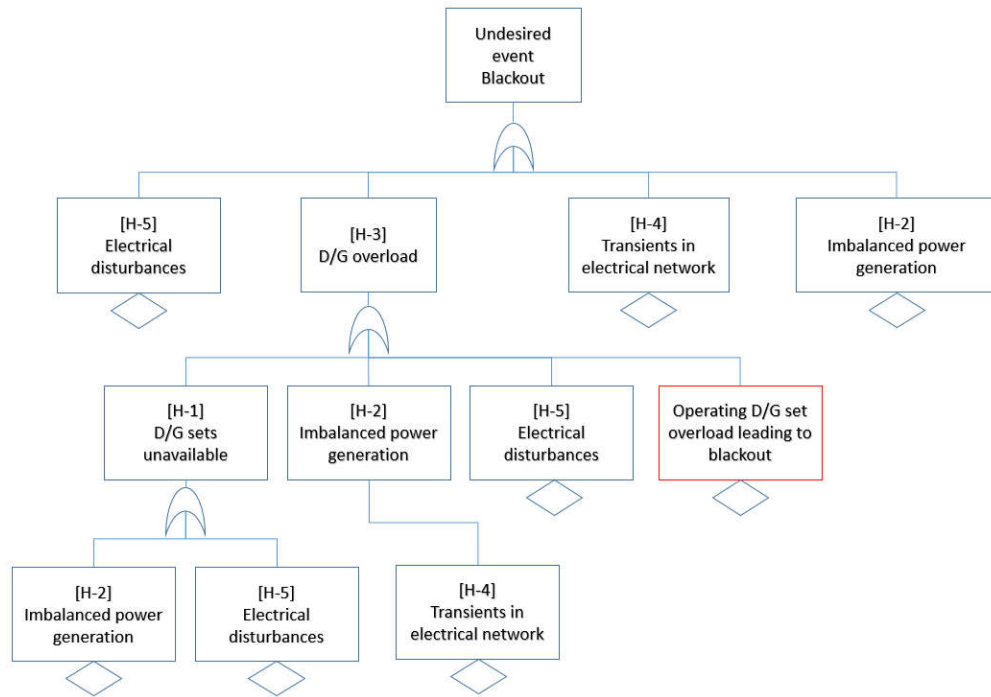 Undesired
event
Blackout
[H-5]
Electrical
disturbances
[H-3]
D/G overload
[H-4]
Transients in
electrical network
[H-2]
Imbalanced power
generation
[H-1]
D/G sets
unavailable
[H-2]
Imbalanced power
generation
[H-5]
Electrical
disturbances
Operating D/G set
overload leading to
blackout
[H-2]
Imbalanced power
generation
[H-5]
Electrical
disturbances
[H-4]
Transients in
electrical network